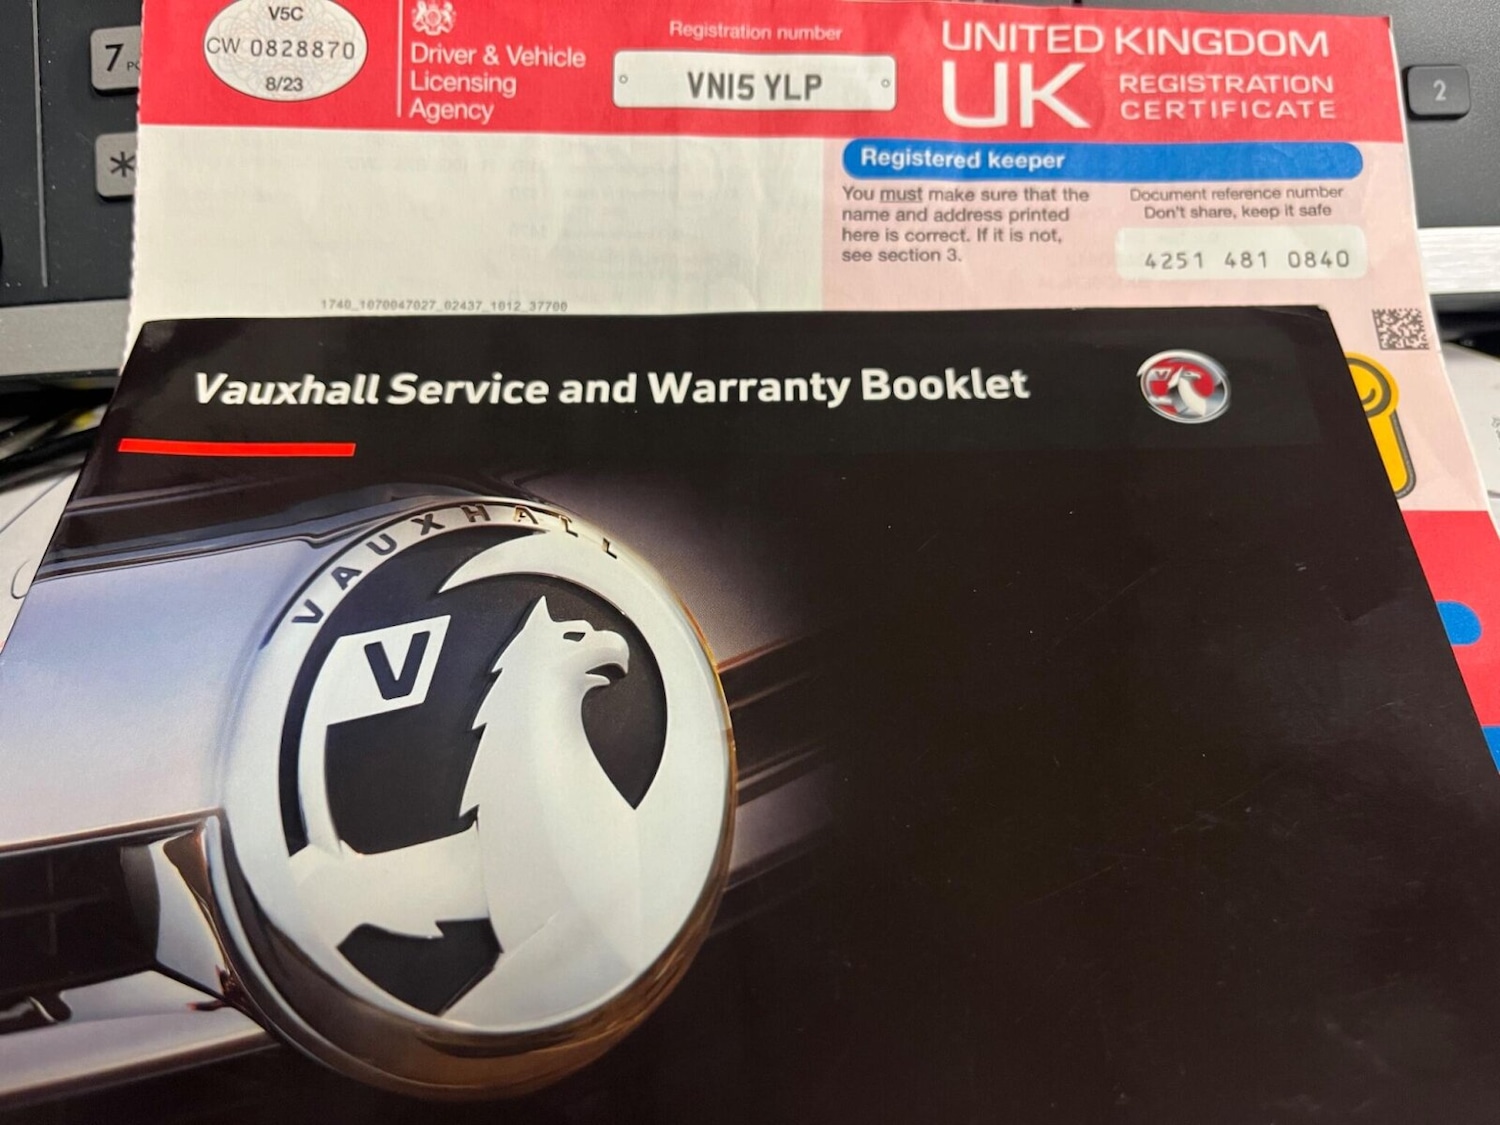 V5C
CW 0828870
8/23
Driver & Vehicle
Licensing
Agency
Registration number
VN15 YLP
UNITED KINGDOM
UK REGISTRATION
CERTIFICATE
Registered keeper
You must make sure that the
name and address printed
here is correct. If it is not,
see section 3.
Document reference number
Don't share, keep it safe
4251 481 0840
1740_1070047027_02437_1012_37700
Vauxhall Service and Warranty Booklet
VAUXHALL
V
7
*
2